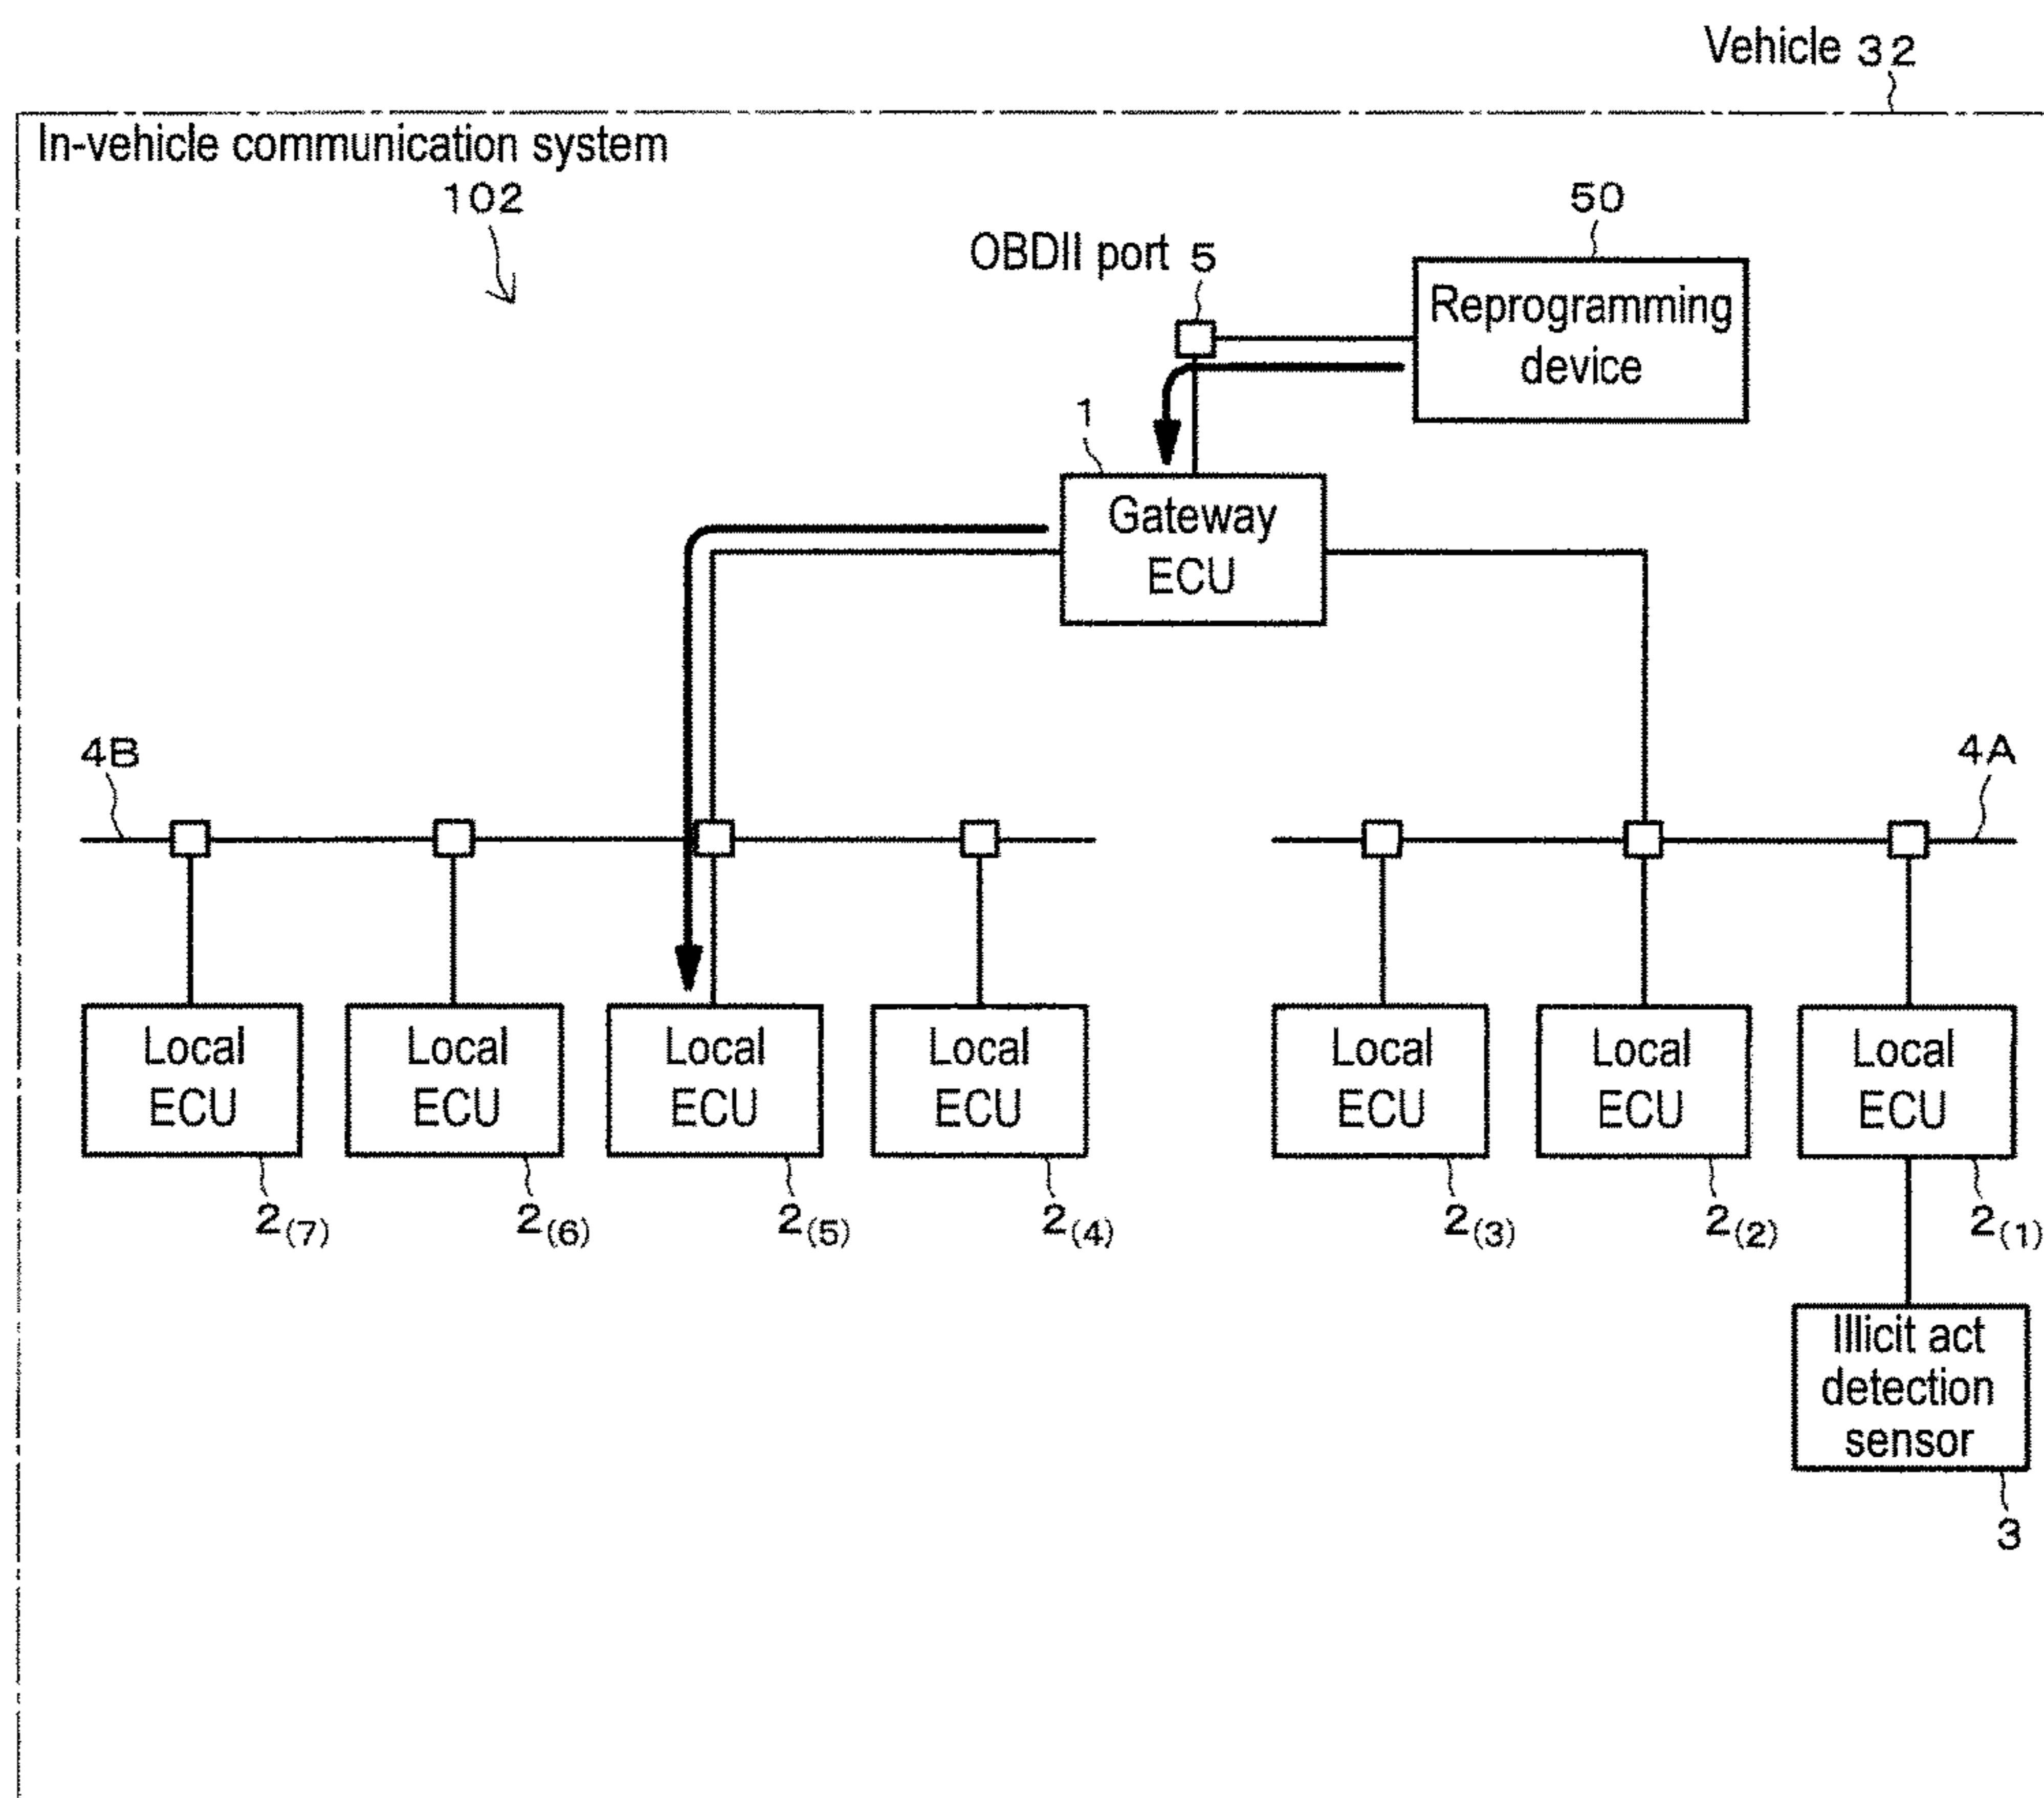 Vehicle 32
In-vehicle communication system
102
50
OBDII port 5
Reprogramming
device
1
Gateway
ECU
4B
4A
Local
ECU
Local
ECU
Local
ECU
Local
ECU
Local
ECU
Local
ECU
Local
ECU
2(7)
2(6)
2(5)
2(4)
2(3)
2(2)
2(1)
Illicit act
detection
sensor
3